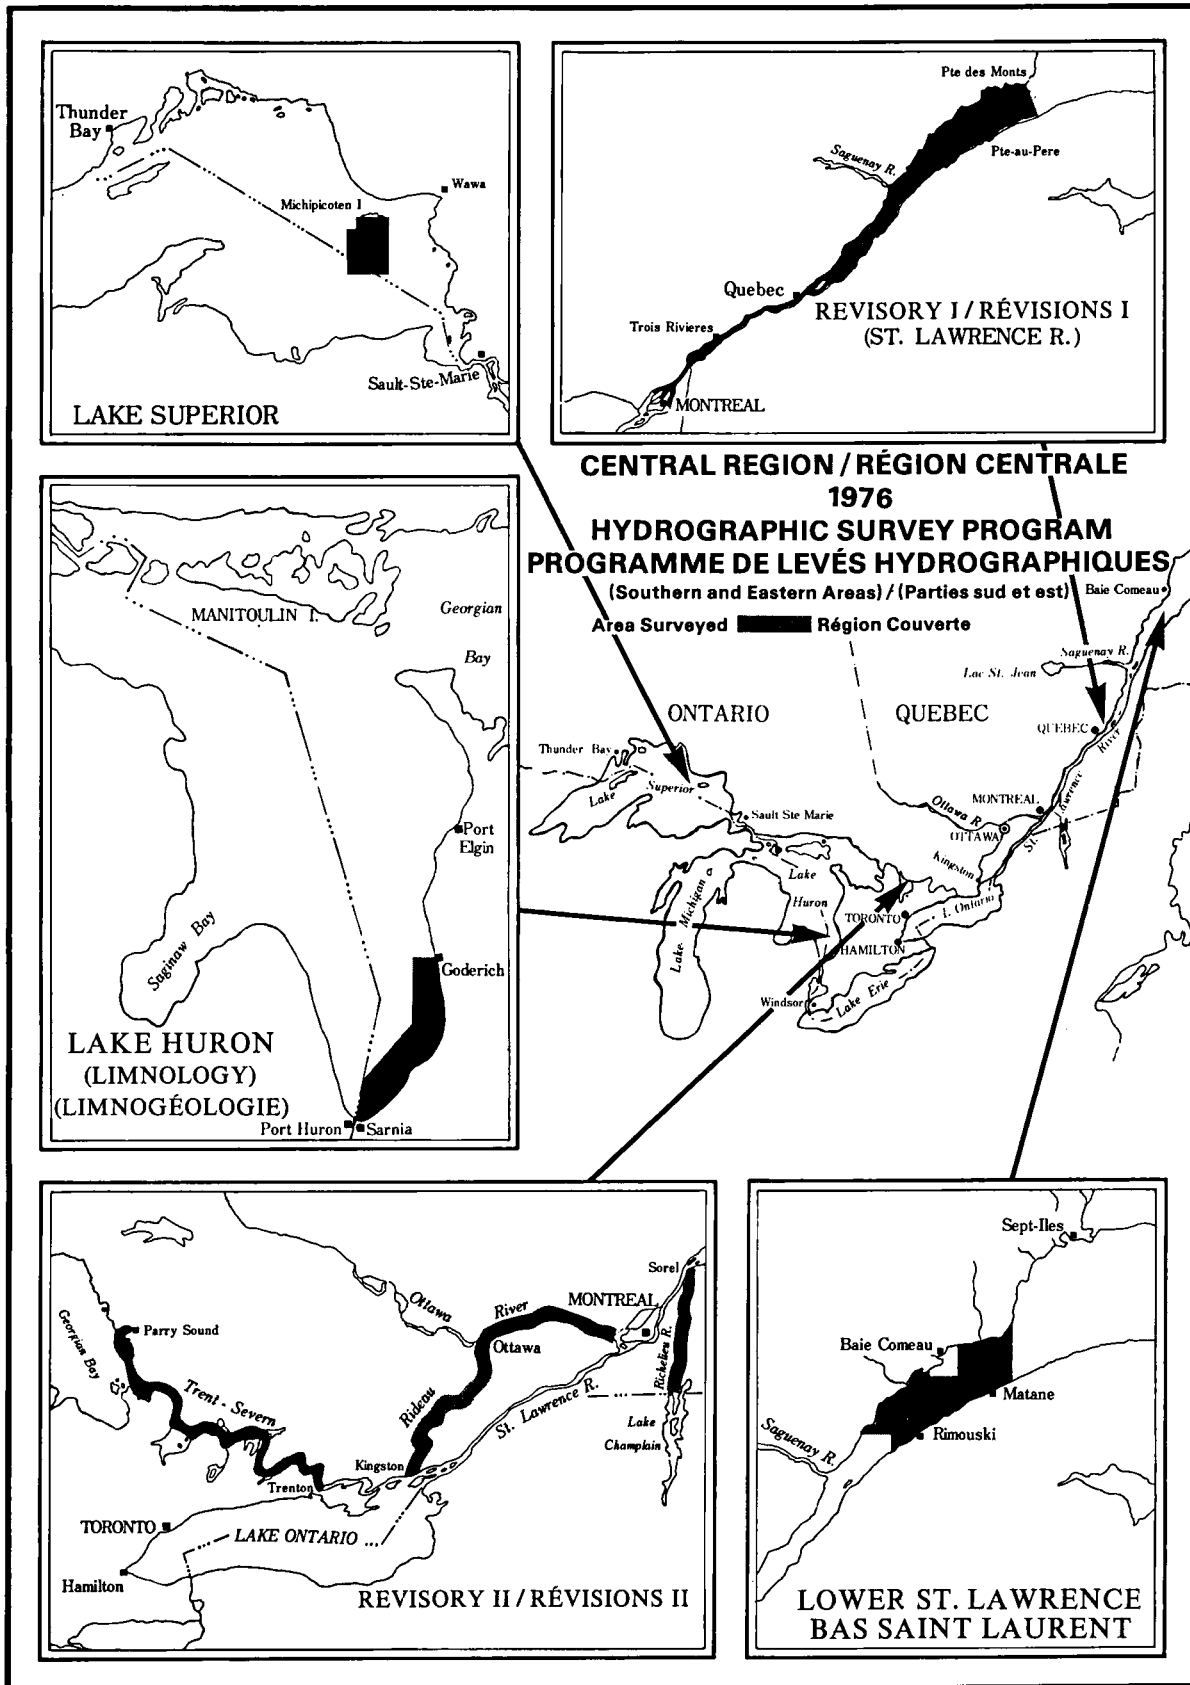 Thunder
Bay
Michipicoten I
Wawa
Sault-Ste-Marie
LAKE SUPERIOR
Pte des Monts
Pte-au-Pere
Saguenay R.
Quebec
Trois Rivieres
MONTREAL
REVISORY I / RÉVISIONS I
(ST. LAWRENCE R.)
CENTRAL REGION / RÉGION CENTRALE
1976
HYDROGRAPHIC SURVEY PROGRAM
PROGRAMME DE LEVÉS HYDROGRAPHIQUES
(Southern and Eastern Areas) / (Parties sud et est)
Area Surveyed
Région Couverte
Baie Comeau
Saguenay R.
Lac St. Jean
ONTARIO
QUEBEC
QUEBEC
Thunder Bay
Lake
Superior
Sault Ste Marie
MONTREAL
Ottawa R.
OTTAWA
St.
Lawrence
River
Kingston
Lake
Huron
Lake Michigan
TORONTO
L. Ontario
HAMILTON
Windsor
Lake Erie
MANITOULIN I.
Georgian
Bay
Port
Elgin
Saginaw Bay
Goderich
LAKE HURON
(LIMNOLOGY)
(LIMNOGÉOLOGIE)
Port Huron
Sarnia
Sorel
MONTREAL
Ottawa
River
Ottawa
Parry Sound
Georgian Bay
Trent - Severn
Rideau
Richelieu R.
St. Lawrence R.
Lake
Champlain
Kingston
Trenton
TORONTO
LAKE ONTARIO
Hamilton
REVISORY II / RÉVISIONS II
Sept-Iles
Baie Comeau
Matane
Rimouski
Saguenay R.
LOWER ST. LAWRENCE
BAS SAINT LAURENT